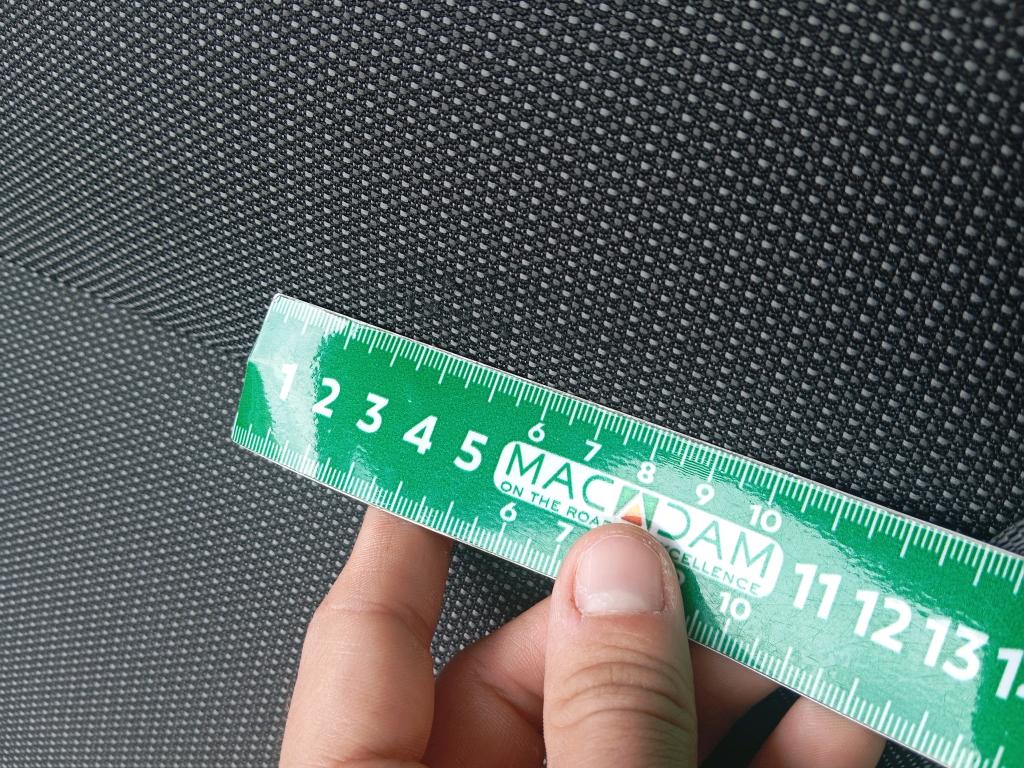 1 2 3 4 5 6 7 8 9 10 11 12 13
MACADAM
ON THE ROAD
CELLENCE
6 7 10